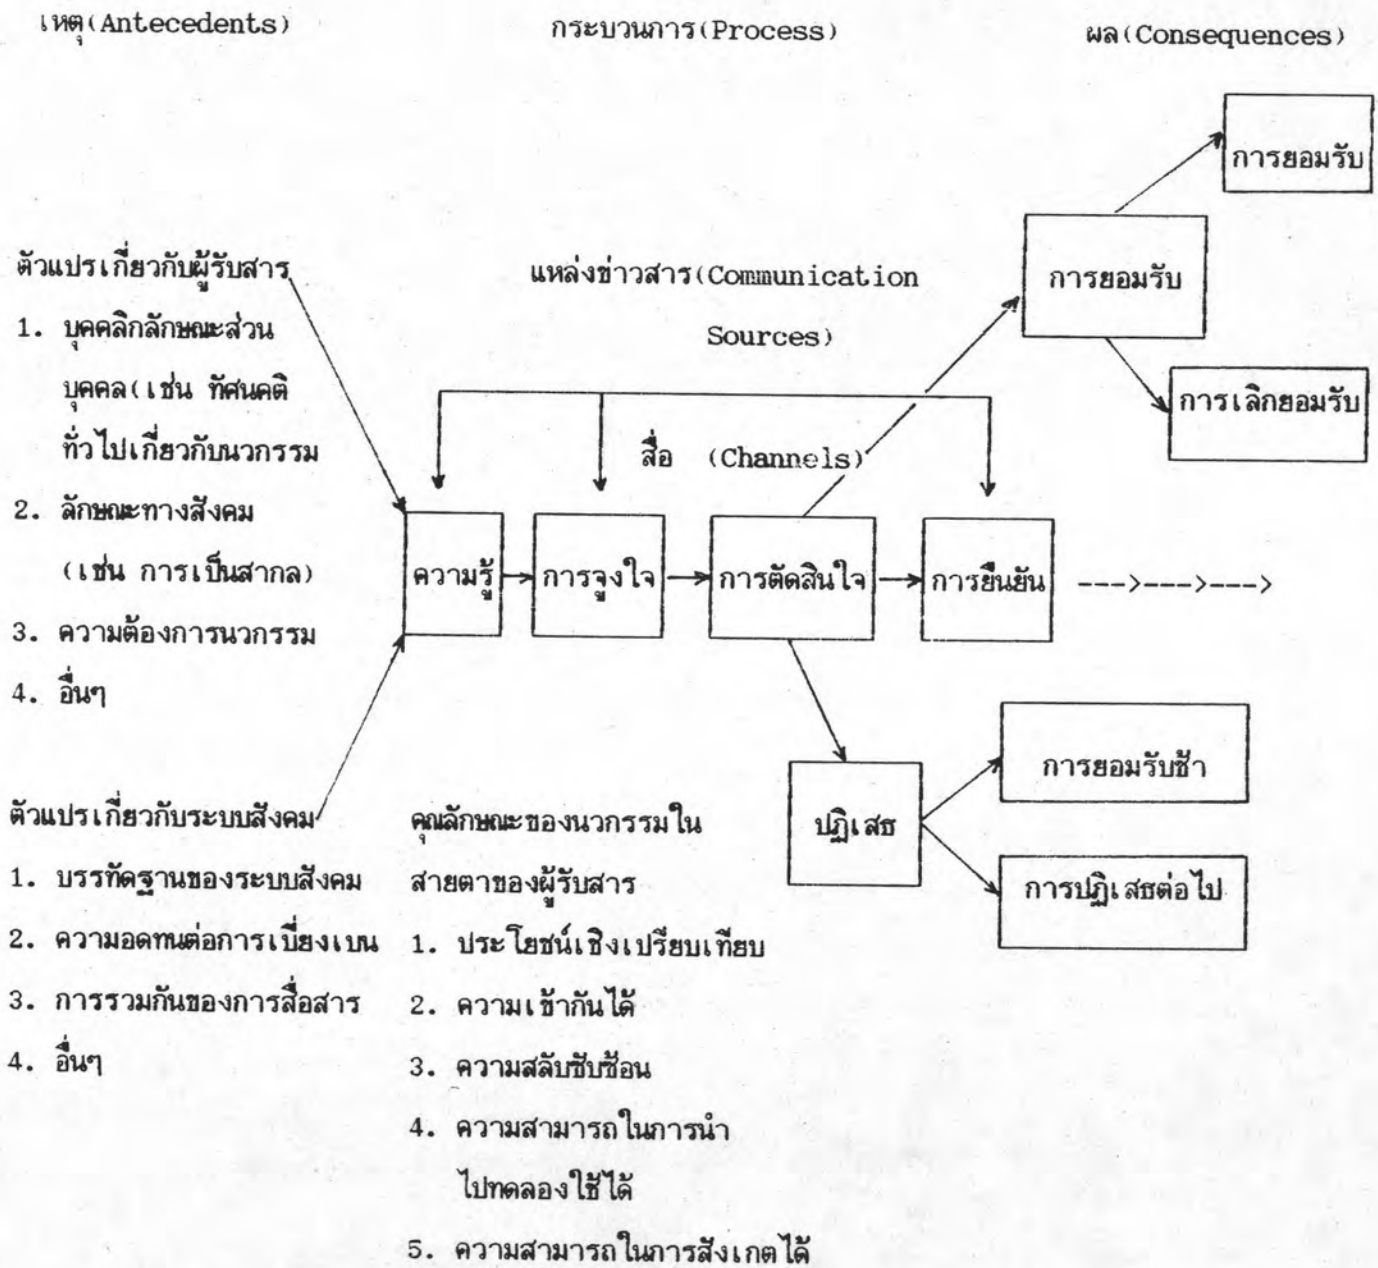 เหตุ(Antecedents)
กระบวนการ(Process)
ผล(Consequences)
การยอมรับ
ตัวแปรเกี่ยวกับผู้รับสาร
แหล่งข่าวสาร(Communication
Sources)
การยอมรับ
1. บุคคลิกลักษณะส่วน
บุคคล(เช่น ทัศนคติ
ทั่วไปเกี่ยวกับนวกรรม
การเลิกยอมรับ
สื่อ (Channels)
2. ลักษณะทางสังคม
(เช่น การเป็นสากล)
3. ความต้องการนวกรรม
4. อื่นๆ
ความรู้
การจูงใจ
การตัดสินใจ
การยืนยัน
--->--->--->
การยอมรับช้า
ปฏิเสธ
การปฏิเสธต่อไป
ตัวแปรเกี่ยวกับระบบสังคม
1. บรรทัดฐานของระบบสังคม
2. ความอดทนต่อการเบี่ยงเบน
3. การรวมกันของการสื่อสาร
4. อื่นๆ
คุณลักษณะของนวกรรมใน
สายตาของผู้รับสาร
1. ประโยชน์เชิงเปรียบเทียบ
2. ความเข้ากันได้
3. ความสลับซับซ้อน
4. ความสามารถในการนำ
ไปทดลองใช้ได้
5. ความสามารถในการสังเกตได้